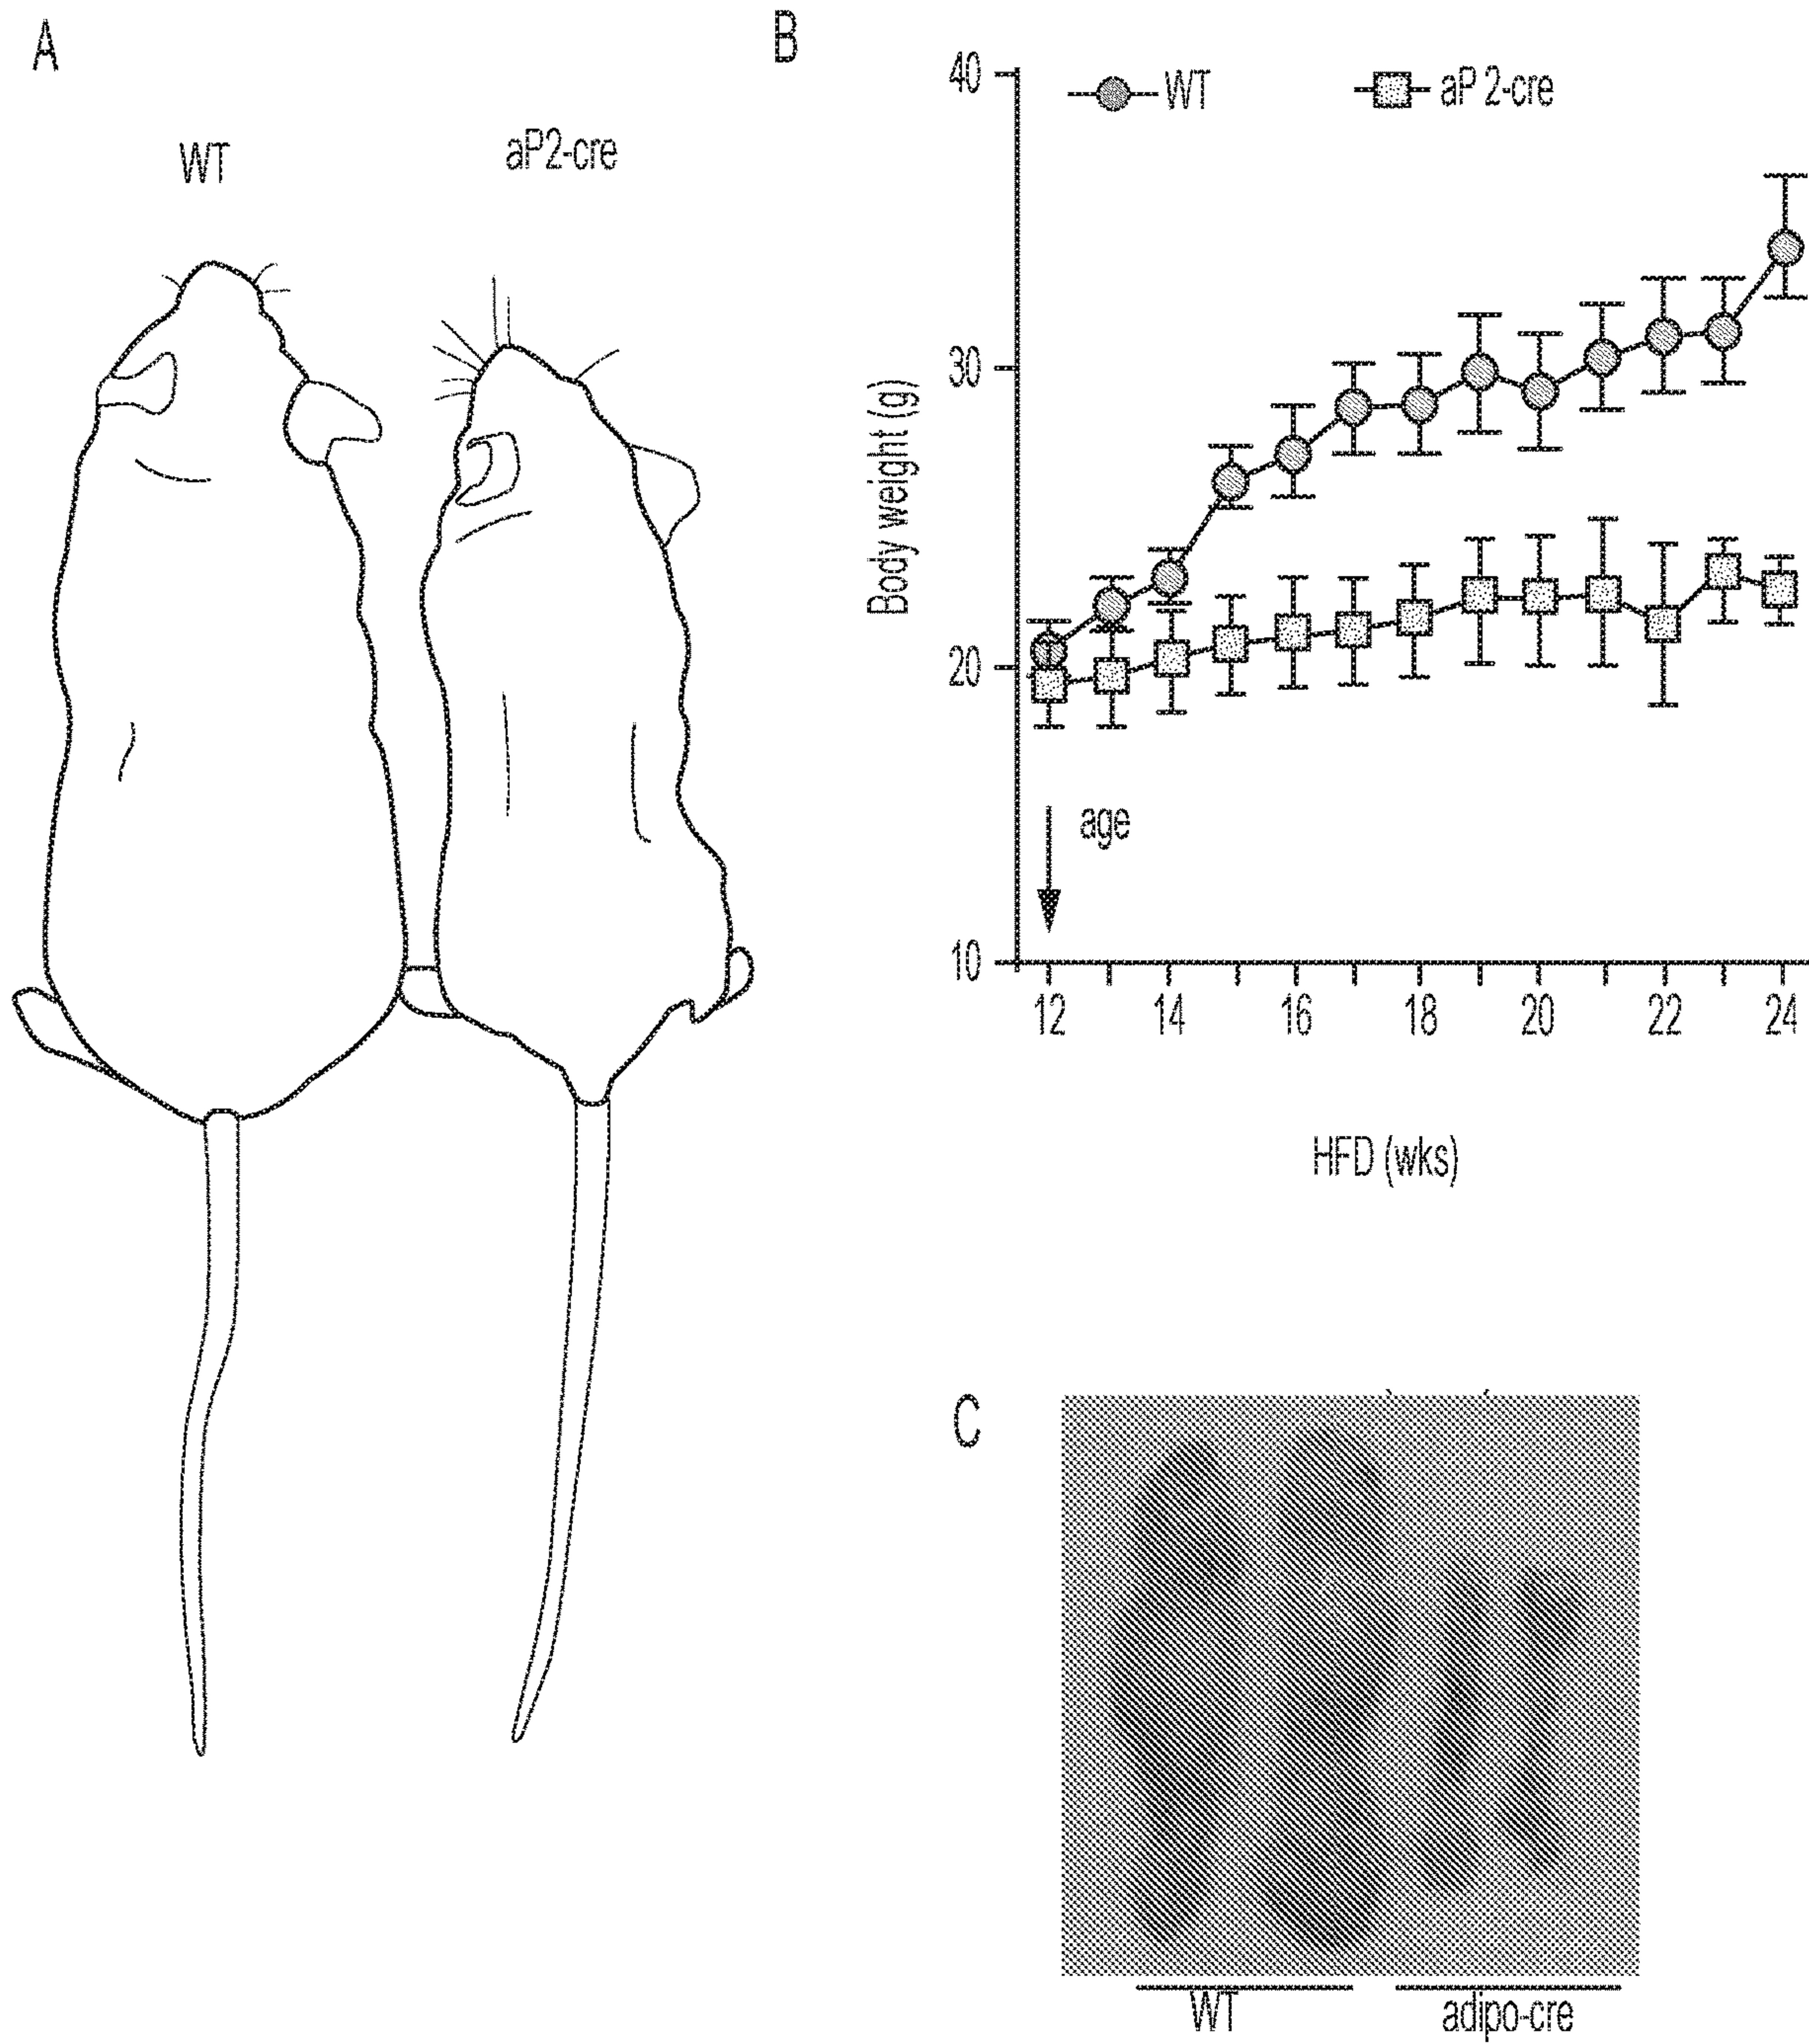 A
B
WT
aP2-cre
WT
aP 2-cre
40
30
20
10
Body weight (g)
age
12 14 16 18 20 22 24
HFD (wks)
C
WT
adipo-cre